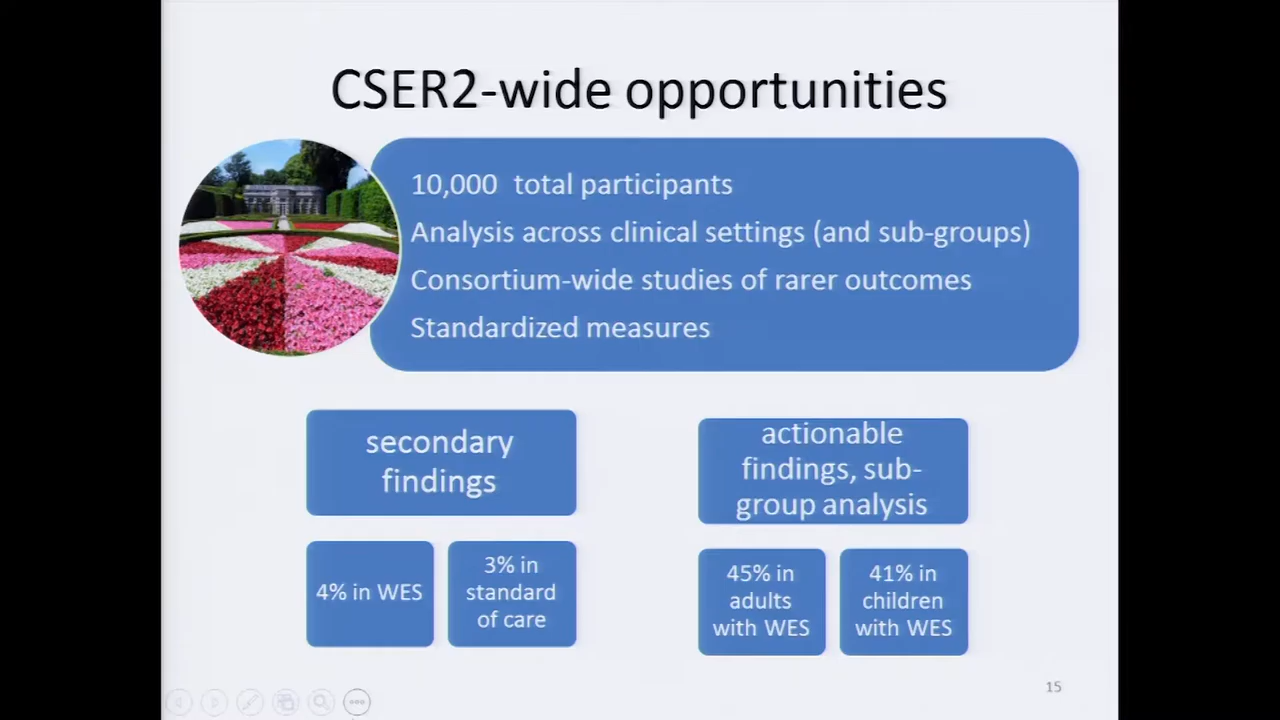 CSER2-wide opportunities
10,000 total participants
Analysis across clinical settings (and sub-groups)
Consortium-wide studies of rarer outcomes
Standardized measures
secondary
findings
4% in WES
3% in
standard
of care
actionable
findings, sub-
group analysis
45% in
adults
with WES
41% in
children
with WES
15